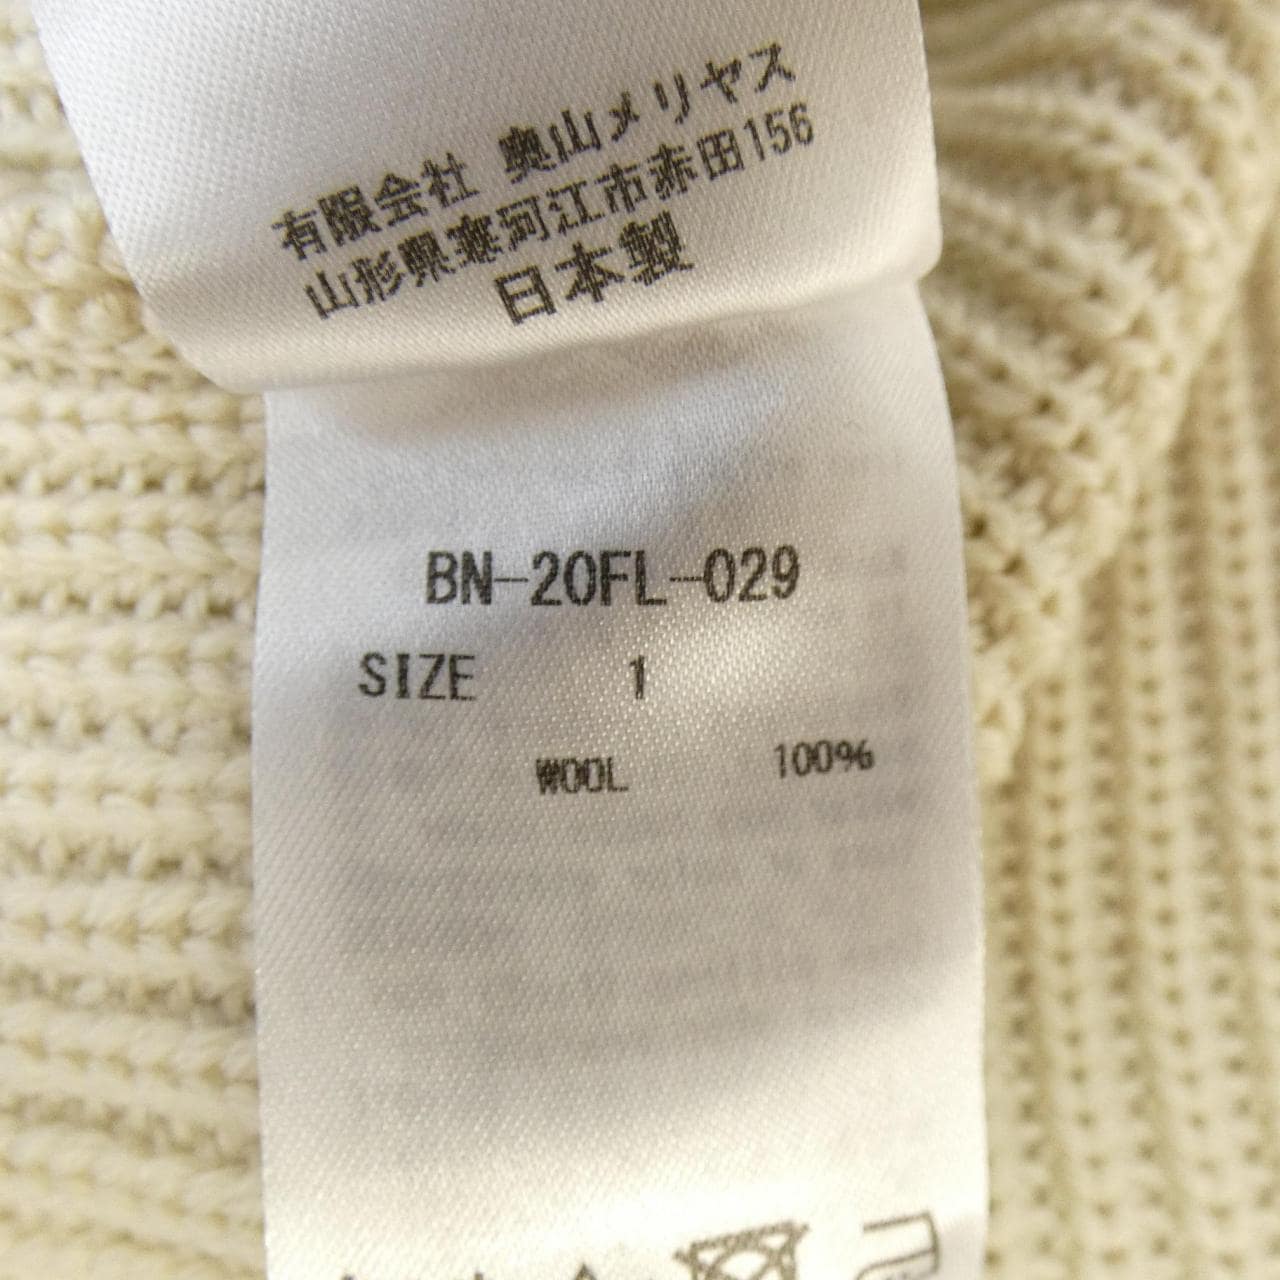 有限会社 奥山メリヤス
山形県寒河江市赤田156
日本製
BN-20FL-029
SIZE 1
WOOL 100%